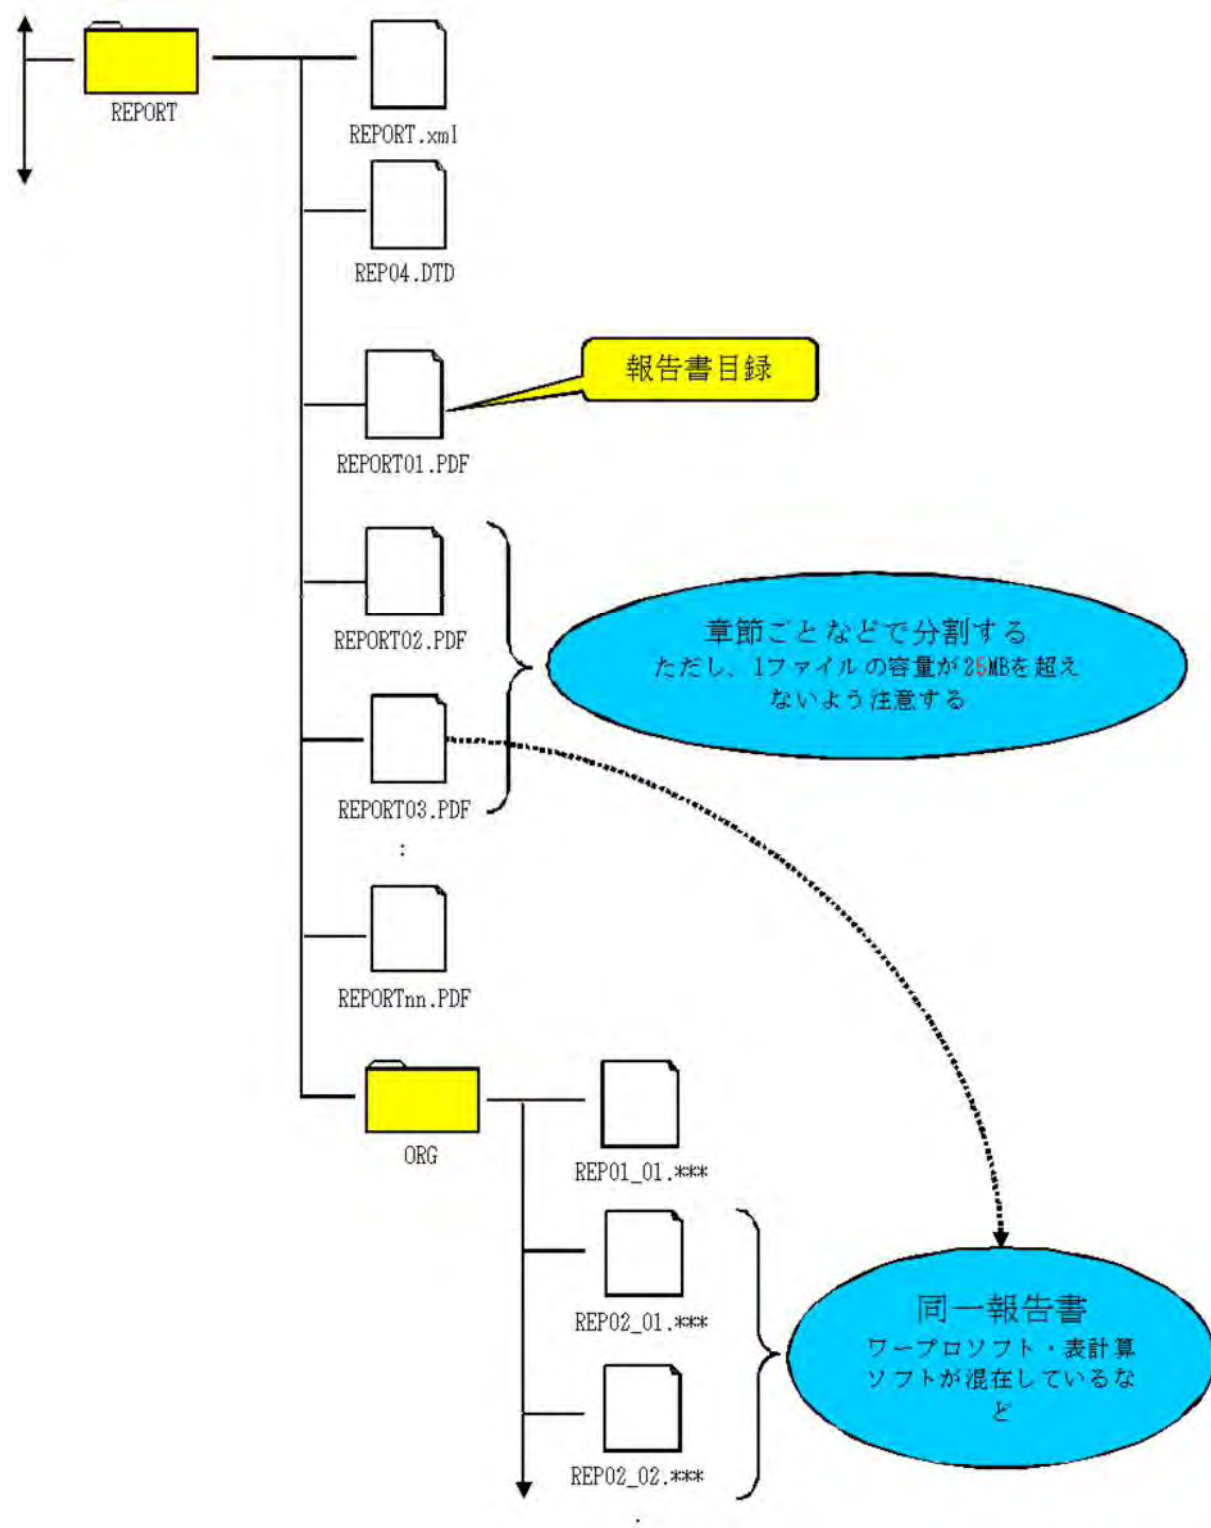 REPORT
REPORT.xml
REP04.DTD
報告書目録
REPORT01.PDF
REPORT02.PDF
章節ごとなどで分割する
ただし、1ファイルの容量が25MBを超え
ないよう注意する
REPORT03.PDF
:
REPORTnn.PDF
ORG
REP01_01.***
REP02_01.***
同一報告書
ワープロソフト・表計算
ソフトが混在しているな
ど
REP02_02.***